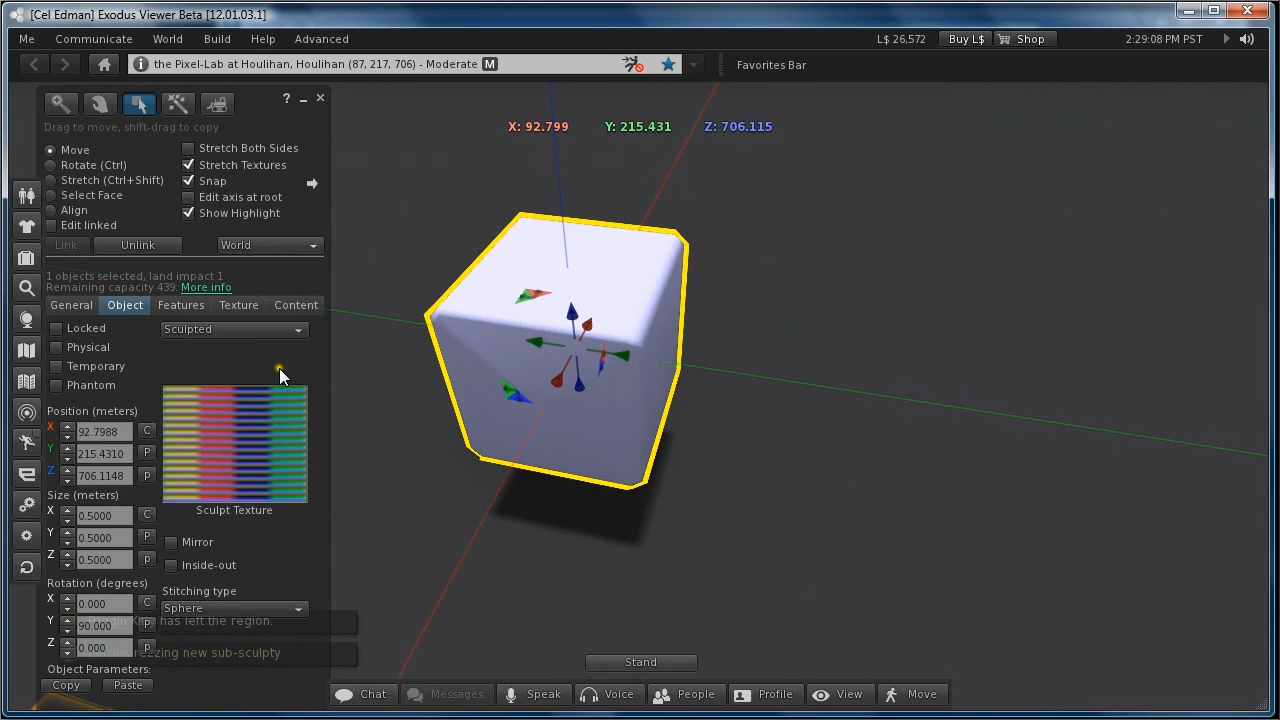 [Cel Edman] Exodus Viewer Beta [12.01.03.1]
Me Communicate World Build Help Advanced L$ 26,572 Buy L$ Shop 2:29:08 PM PST
the Pixel-Lab at Houlihan, Houlihan (87, 217, 706) - Moderate M Favorites Bar
? _ ×
Drag to move, shift-drag to copy
X: 92.799 Y: 215.431 Z: 706.115
Move Stretch Both Sides
Rotate (Ctrl) Stretch Textures
Stretch (Ctrl+Shift) Snap
Select Face Edit axis at root
Align Show Highlight
Edit linked
Link Unlink World
1 objects selected, land impact 1
Remaining capacity 439. More info
General Object Features Texture Content
Locked Sculpted
Physical
Temporary
Phantom
Position (meters)
X 92.7988 C
Y 215.4310 P
Z 706.1148 p
Sculpt Texture
Size (meters)
X 0.5000 C
Y 0.5000 P
Z 0.5000 p
Mirror
Inside-out
Rotation (degrees)
Stitching type
X 0.000 C
Sphere
Y 90.000 P
has left the region.
Z 0.000 p
rezzing new sub-sculpty
Object Parameters:
Copy Paste
Stand
Chat Messages Speak Voice People Profile View Move